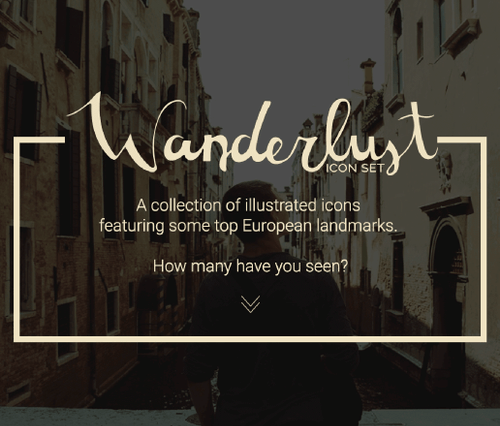 Wanderlust
ICON SET
A collection of illustrated icons
featuring some top European landmarks.
How many have you seen?